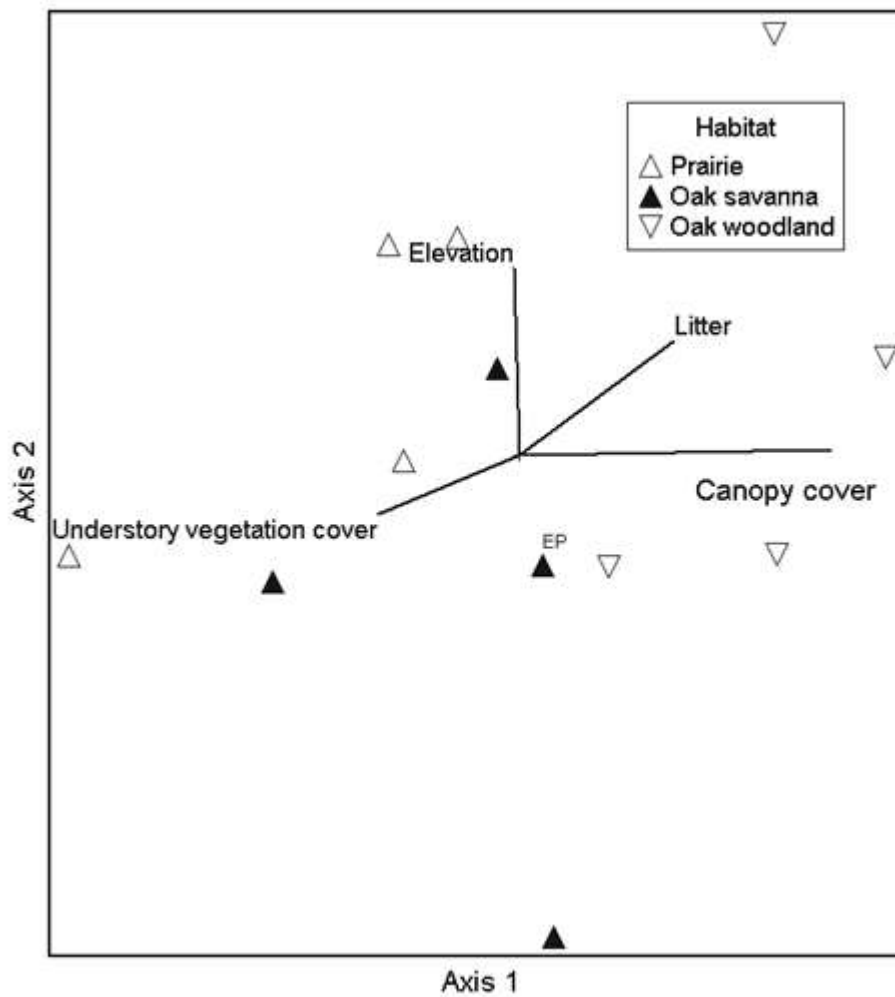 Habitat
Prairie
Oak savanna
Oak woodland
Elevation
Litter
Axis 2
Canopy cover
Understory vegetation cover
EP
Axis 1